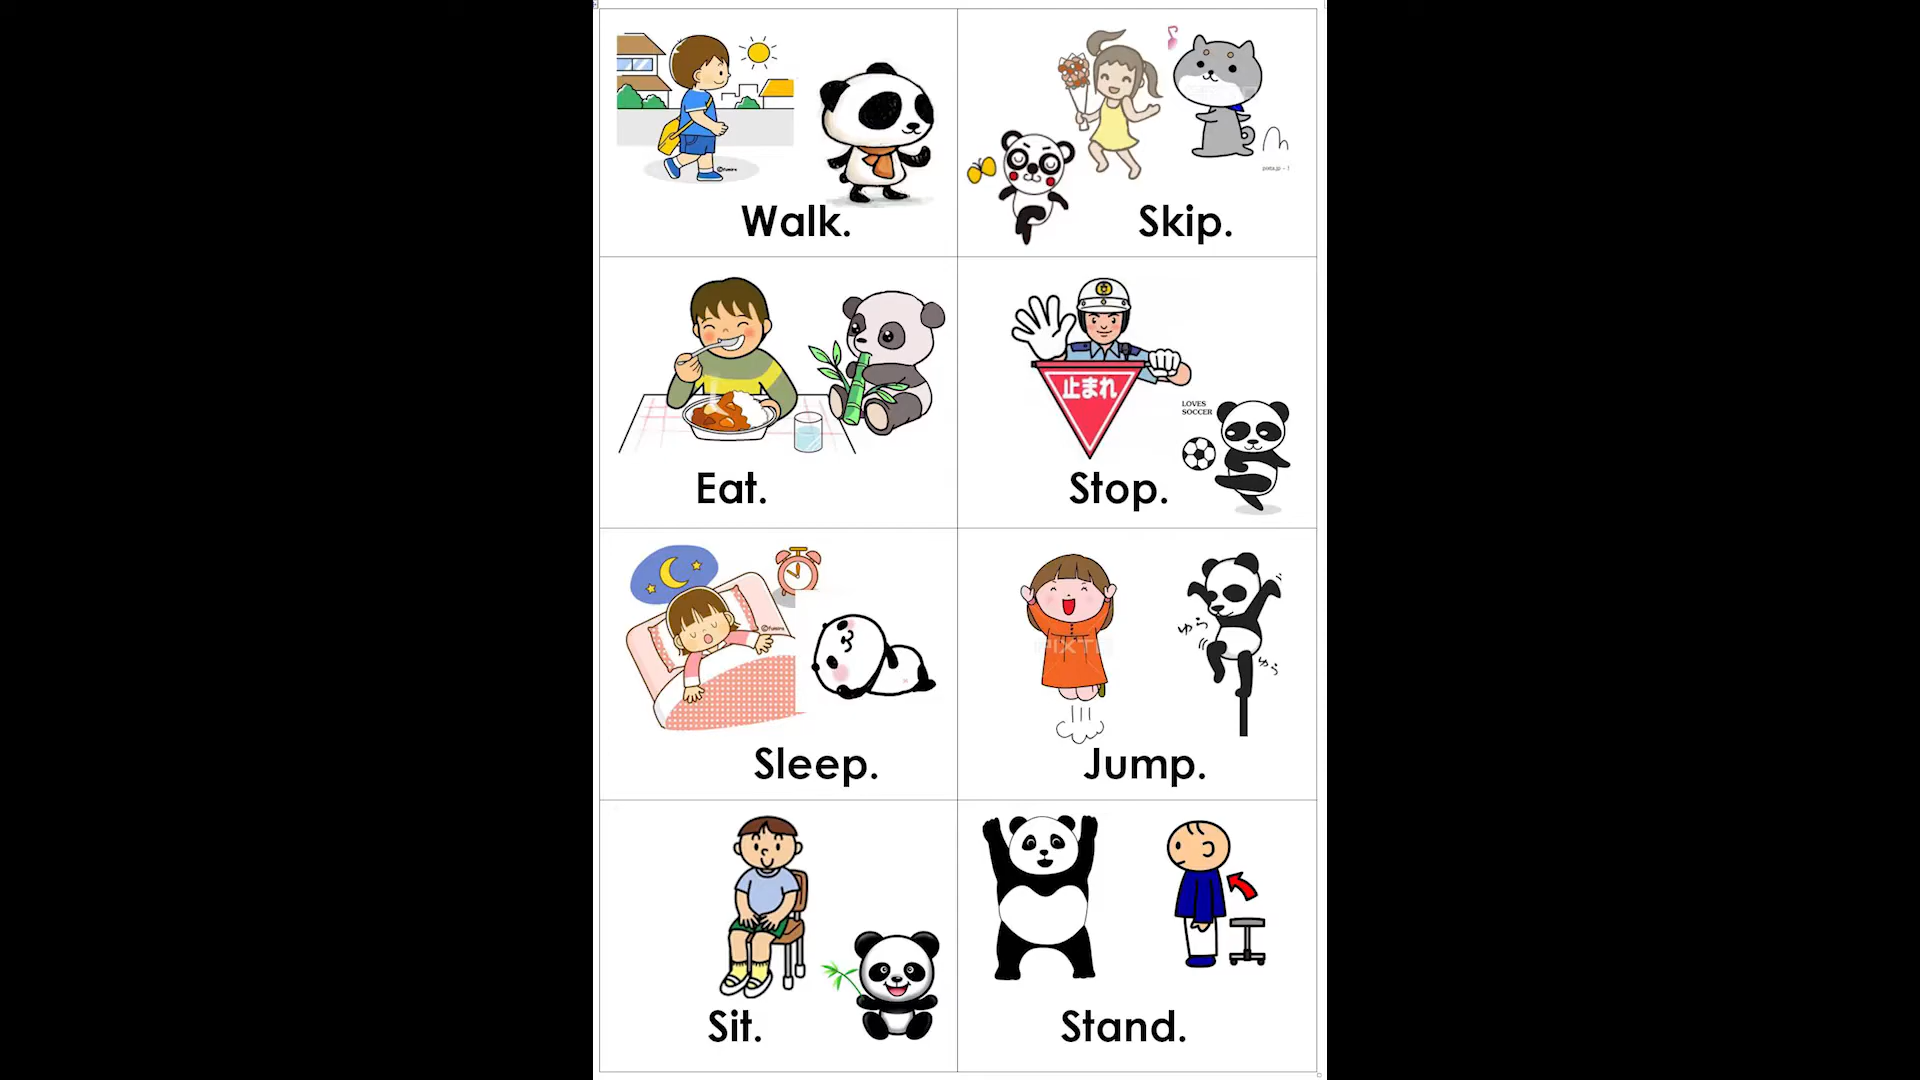 Walk.
Skip.
Eat.
止まれ
LOVES
SOCCER
Stop.
Sleep.
ゆら
ゆら
Jump.
Sit.
Stand.